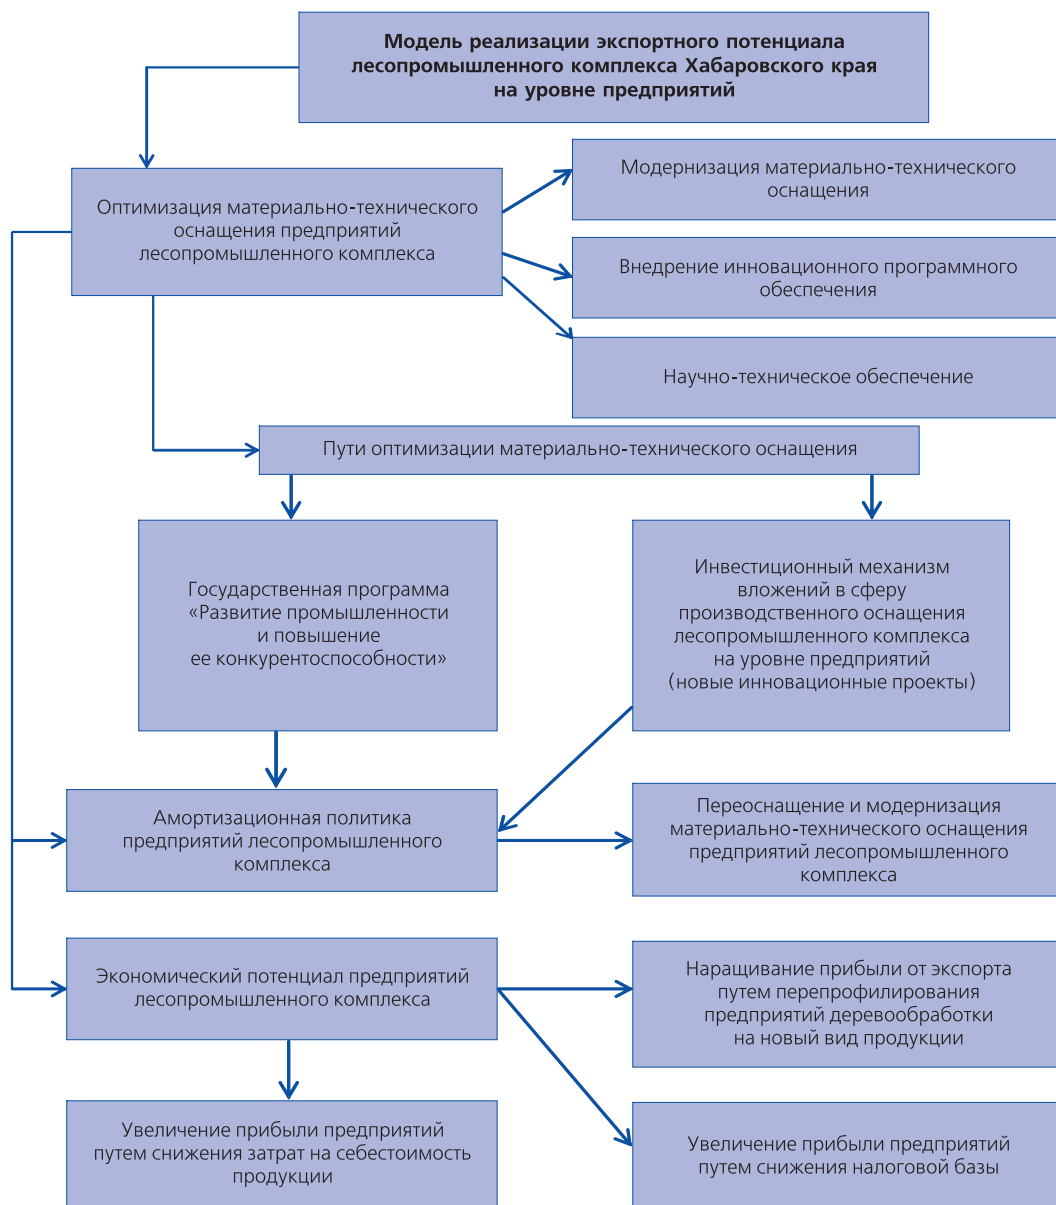 Модель реализации экспортного потенциала
лесопромышленного комплекса Хабаровского края
на уровне предприятий
Оптимизация материально-технического
оснащения предприятий
лесопромышленного комплекса
Модернизация материально-технического
оснащения
Внедрение инновационного программного
обеспечения
Научно-техническое обеспечение
Пути оптимизации материально-технического оснащения
Государственная программа
«Развитие промышленности
и повышение
ее конкурентоспособности»
Инвестиционный механизм
вложений в сферу
производственного оснащения
лесопромышленного комплекса
на уровне предприятий
(новые инновационные проекты)
Амортизационная политика
предприятий лесопромышленного
комплекса
Переоснащение и модернизация
материально-технического оснащения
предприятий лесопромышленного
комплекса
Экономический потенциал предприятий
лесопромышленного комплекса
Наращивание прибыли от экспорта
путем перепрофилирования
предприятий деревообработки
на новый вид продукции
Увеличение прибыли предприятий
путем снижения затрат на себестоимость
продукции
Увеличение прибыли предприятий
путем снижения налоговой базы